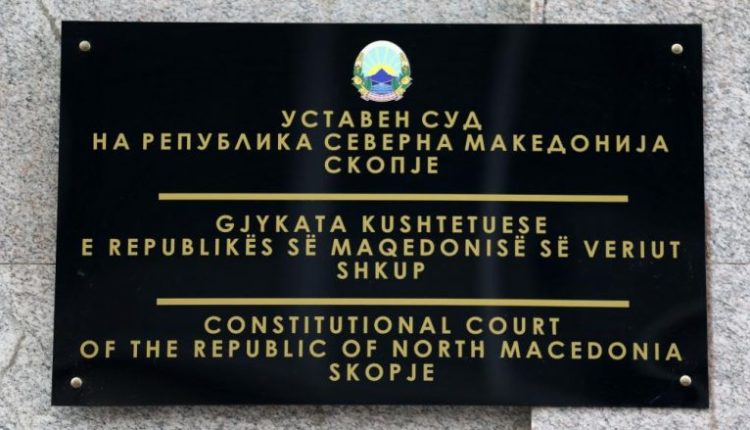 УСТАВЕН СУД
НА РЕПУБЛИКА СЕВЕРНА МАКЕДОНИЈА
СКОПЈЕ
GJYKATA KUSHTETUESE
E REPUBLIKËS SË MAQEDONISË SË VERIUT
SHKUP
CONSTITUTIONAL COURT
OF THE REPUBLIC OF NORTH MACEDONIA
SKOPJE